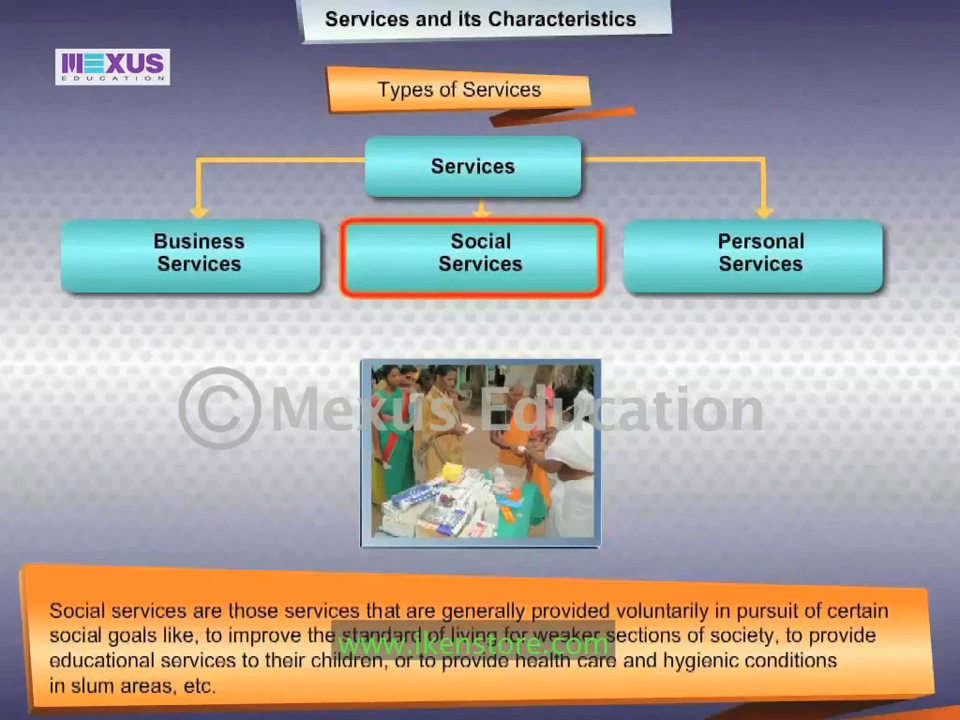 Services and its Characteristics
MEXUS
EDUCATION
Types of Services
Services
Business
Services
Social
Services
Personal
Services
© Mexus Education
Social services are those services that are generally provided voluntarily in pursuit of certain
social goals like, to improve the standard of living for weaker sections of society, to provide
www.ikenstore.com
educational services to their children, or to provide health care and hygienic conditions
in slum areas, etc.